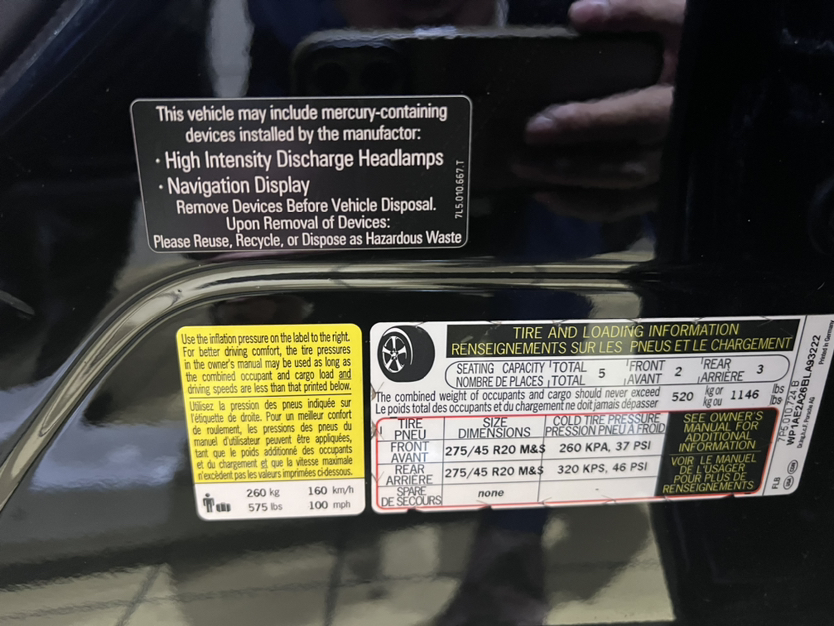 This vehicle may include mercury-containing
devices installed by the manufactor:
· High Intensity Discharge Headlamps
· Navigation Display
Remove Devices Before Vehicle Disposal.
Upon Removal of Devices:
Please Reuse, Recycle, or Dispose as Hazardous Waste
7L5.010.667.T
Use the inflation pressure on the label to the right.
For better driving comfort, the tire pressures
in the owner's manual may be used as long as
the combined occupant and cargo load and
driving speeds are less than that printed below.
Utilisez la pression des pneus indiquée sur
l'étiquette de droite. Pour un meilleur confort
de roulement, les pressions des pneus du
manuel d'utilisateur peuvent être appliquées,
tant que le poids additionné des occupants
et du chargement et que la vitesse maximale
n'excèdent pas les valeurs imprimées ci-dessous.
260 kg 160 km/h
575 lbs 100 mph
TIRE AND LOADING INFORMATION
RENSEIGNEMENTS SUR LES PNEUS ET LE CHARGEMENT
SEATING CAPACITY TOTAL 5 FRONT 2 REAR 3
NOMBRE DE PLACES TOTAL AVANT ARRIÈRE
The combined weight of occupants and cargo should never exceed 520 kg or 1146 lbs
Le poids total des occupants et du chargement ne doit jamais dépasser kg ou
TIRE SIZE COLD TIRE PRESSURE
PNEU DIMENSIONS PRESSION PNEU À FROID
FRONT
AVANT 275/45 R20 M&S 260 KPA, 37 PSI
REAR
ARRIÈRE 275/45 R20 M&S 320 KPS, 46 PSI
SPARE
DE SECOURS none -
SEE OWNER'S
MANUAL FOR
ADDITIONAL
INFORMATION
VOIR LE MANUEL
DE L'USAGER
POUR PLUS DE
RENSEIGNEMENTS
WP1AE2A26ELA93222
Printed in Germany
FLB